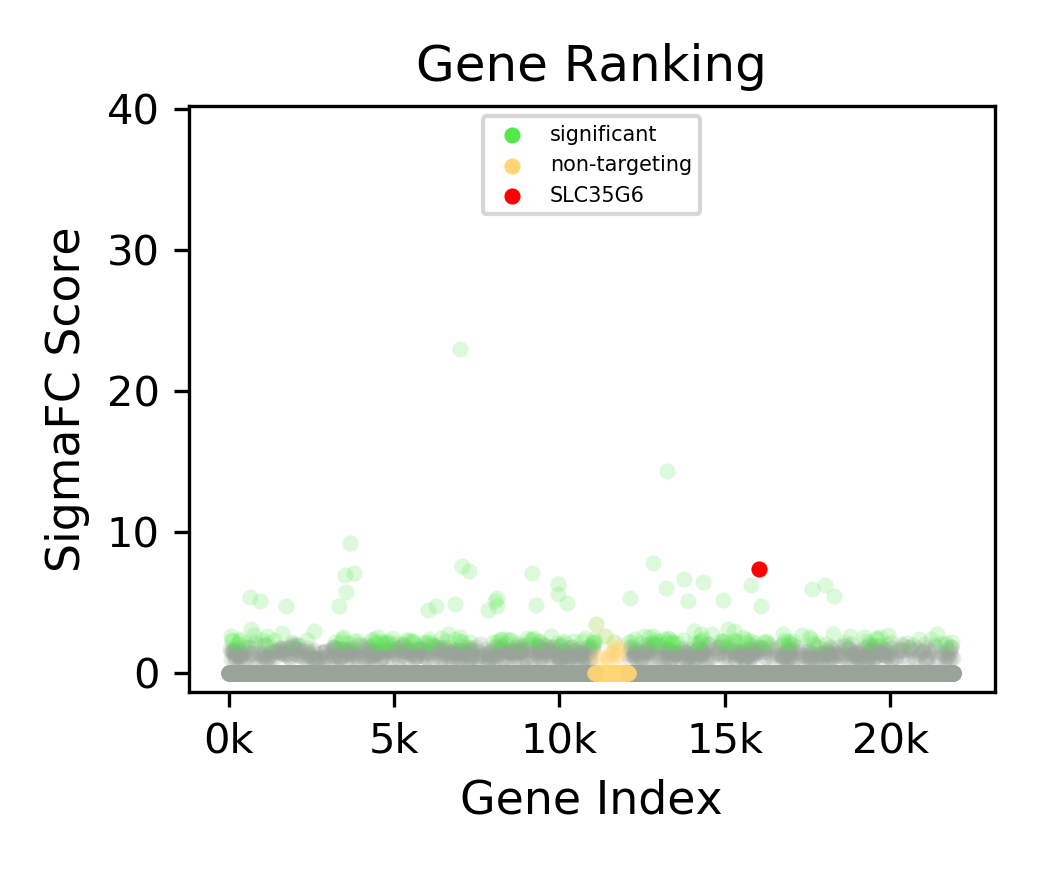 Gene Ranking
significant
non-targeting
SLC35G6
SigmaFC Score
40
30
20
10
0
0k 5k 10k 15k 20k
Gene Index